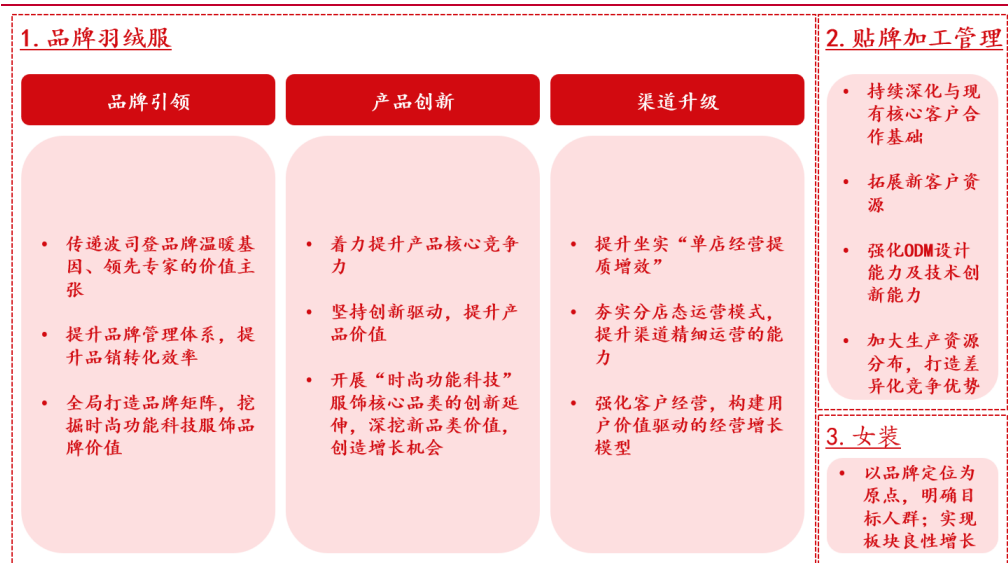 1.品牌羽绒服
品牌引领
• 传递波司登品牌温暖基
因、领先专家的价值主
张
• 提升品牌管理体系，提
升品销转化效率
• 全局打造品牌矩阵，挖
掘时尚功能科技服饰品
牌价值
产品创新
• 着力提升产品核心竞争
力
• 坚持创新驱动，提升产
品价值
• 开展“时尚功能科技”
服饰核心品类的创新延
伸，深挖新品类价值，
创造增长机会
渠道升级
• 提升坐实“单店经营提
质增效”
• 夯实分店态运营模式，
提升渠道精细运营的能
力
• 强化客户经营，构建用
户价值驱动的经营增长
模型
2.贴牌加工管理
• 持续深化与现
有核心客户合
作基础
• 拓展新客户资
源
• 强化ODM设计
能力及技术创
新能力
• 加大生产资源
分布，打造差
异化竞争优势
3.女装
• 以品牌定位为
原点，明确目
标人群；实现
板块良性增长